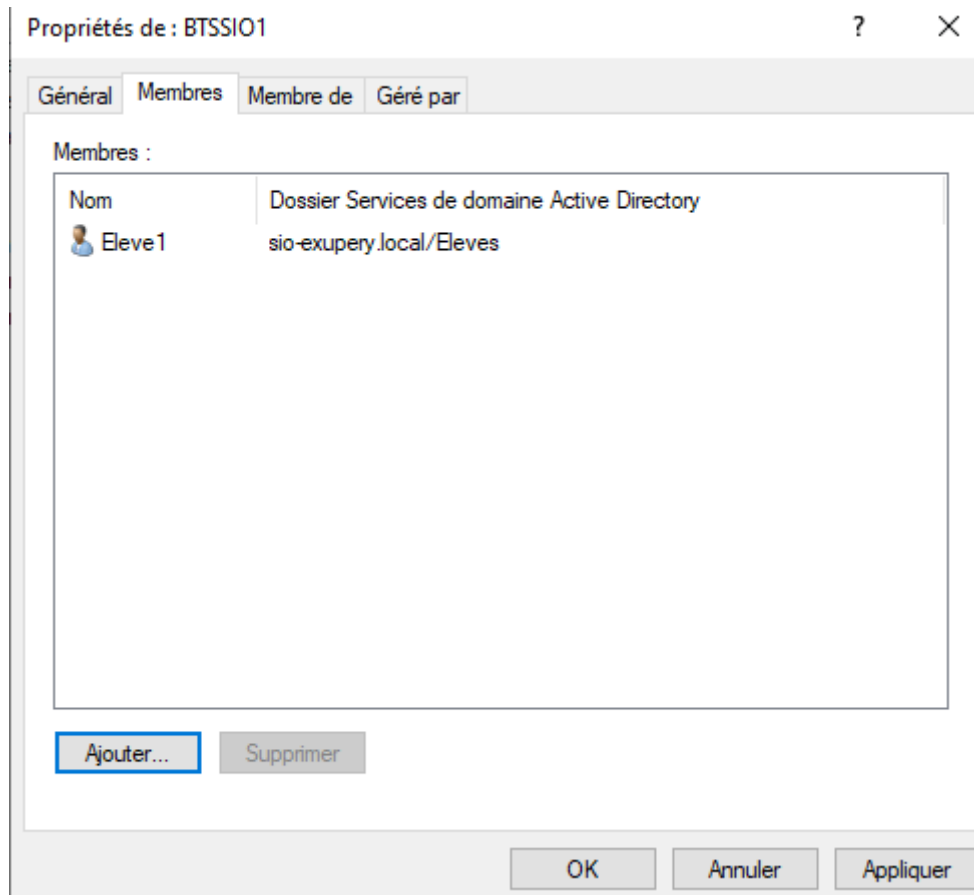 Propriétés de : BTSSIO1 ?
Général Membres Membre de Géré par
Membres :
Nom Dossier Services de domaine Active Directory
Eleve1 sio-exupery.local/Eleves
Ajouter... Supprimer
OK Annuler Appliquer